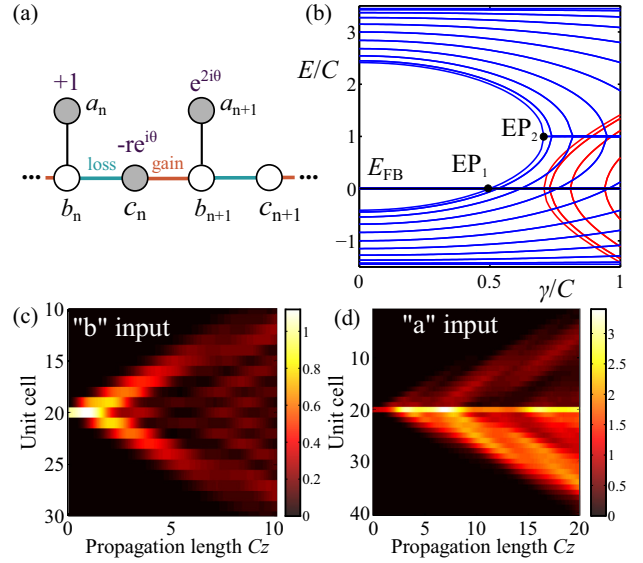 (a)
+1
e^{2iθ}
a_n
a_{n+1}
-re^{iθ}
loss
gain
b_n
c_n
b_{n+1}
c_{n+1}
(b)
E/C
3
2
1
0
−1
EP_2
EP_1
E_FB
0
0.5
1
γ/C
(c)
"b" input
Unit cell
10
15
20
25
30
0
5
10
Propagation length Cz
1
0.8
0.6
0.4
0.2
0
(d)
"a" input
Unit cell
10
20
30
40
0
5
10
15
20
Propagation length Cz
3
2.5
2
1.5
1
0.5
0